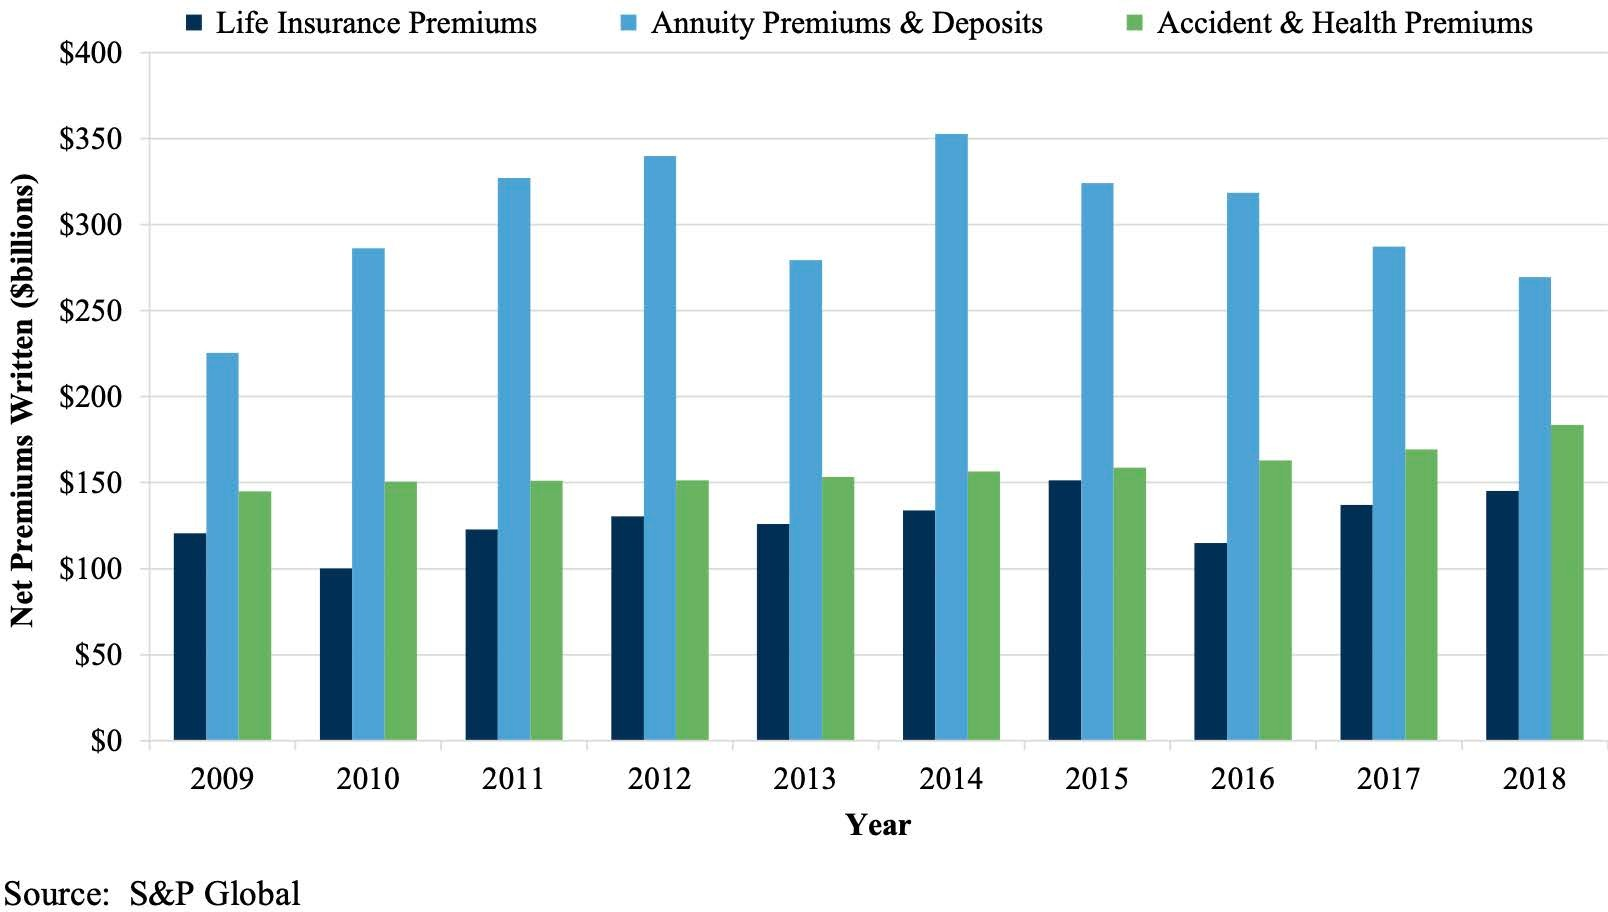 Life Insurance Premiums Annuity Premiums & Deposits Accident & Health Premiums
$400
$350
$300
$250
$200
$150
$100
$50
$0
Net Premiums Written ($billions)
2009 2010 2011 2012 2013 2014 2015 2016 2017 2018
Year
Source: S&P Global